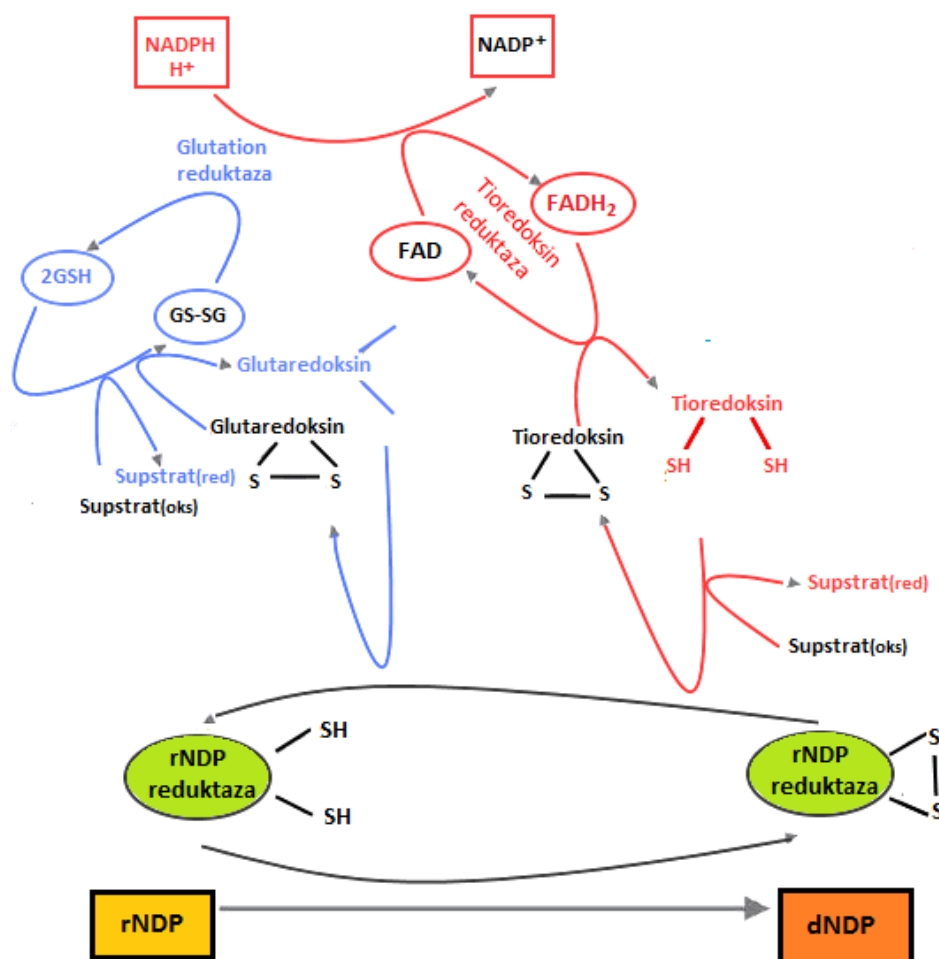 NADPH
H⁺
NADP⁺
Glutation
reduktaza
Tioredoksin
reduktaza
FADH₂
FAD
2GSH
GS-SG
Glutaredoksin
Glutaredoksin
S S
Supstrat(red)
Supstrat(oks)
Tioredoksin
S S
Tioredoksin
SH SH
Supstrat(red)
Supstrat(oks)
rNDP
reduktaza
SH
SH
rNDP
reduktaza
S
S
rNDP
dNDP